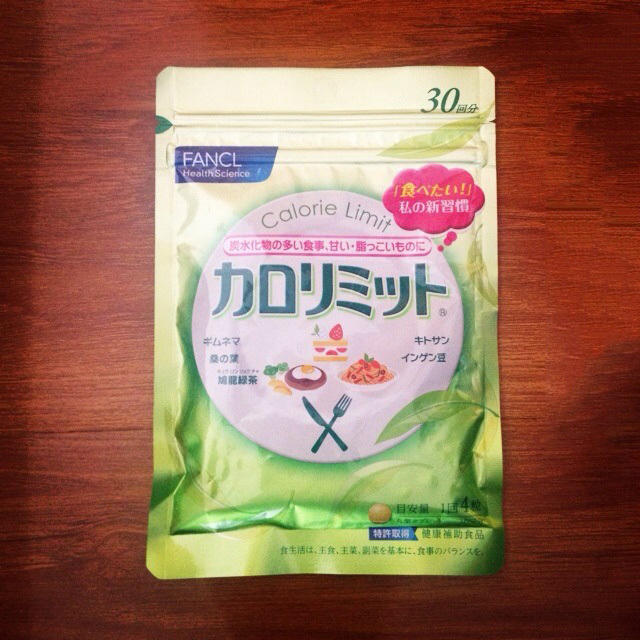 30回分
FANCL
HealthScience
「食べたい!」
私の新習慣
Calorie Limit
炭水化物の多い食事、甘い・脂っこいものに
カロリミット®
ギムネマ
桑の葉
鳩龍緑茶
キトサン
インゲン豆
目安量 1回4粒
特許取得 健康補助食品
食生活は、主食、主菜、副菜を基本に、食事のバランスを。